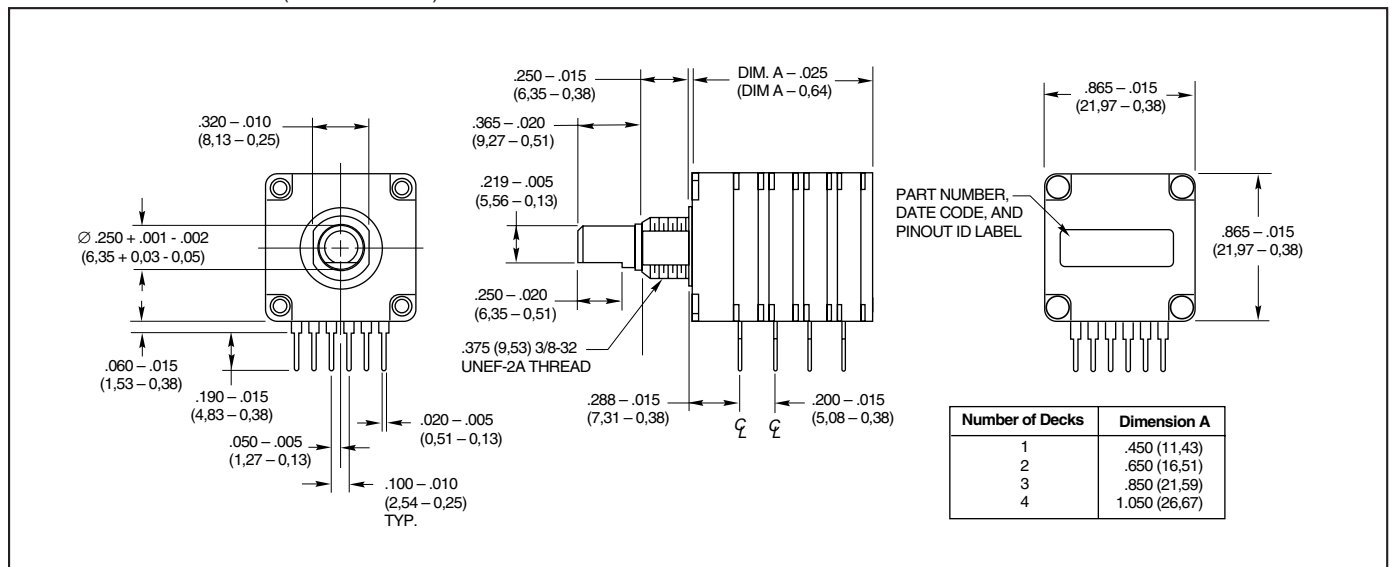 .320 – .010
(8,13 – 0,25)
Ø .250 + .001 - .002
(6,35 + 0,03 - 0,05)
.060 – .015
(1,53 – 0,38)
.190 – .015
(4,83 – 0,38)
.050 – .005
(1,27 – 0,13)
.020 – .005
(0,51 – 0,13)
.100 – .010
(2,54 – 0,25)
TYP.
.250 – .015
(6,35 – 0,38)
DIM. A – .025
(DIM A – 0,64)
.365 – .020
(9,27 – 0,51)
.219 – .005
(5,56 – 0,13)
.250 – .020
(6,35 – 0,51)
.375 (9,53) 3/8-32
UNEF-2A THREAD
.288 – .015
(7,31 – 0,38)
℄ ℄
.200 – .015
(5,08 – 0,38)
.865 – .015
(21,97 – 0,38)
PART NUMBER,
DATE CODE, AND
PINOUT ID LABEL
.865 – .015
(21,97 – 0,38)
Number of Decks Dimension A
1 .450 (11,43)
2 .650 (16,51)
3 .850 (21,59)
4 1.050 (26,67)